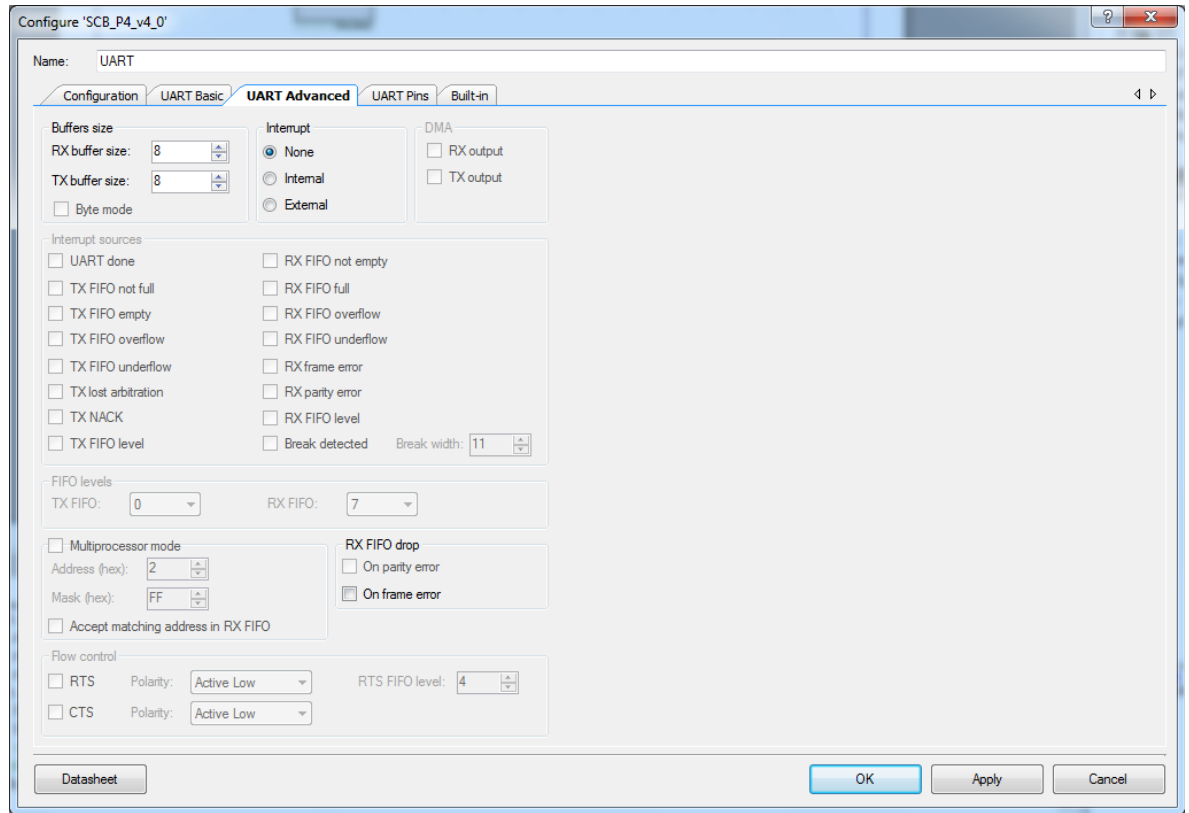 Configure 'SCB_P4_v4_0'
Name: UART
Configuration UART Basic UART Advanced UART Pins Built-in
Buffers size Interrupt DMA
RX buffer size: 8 None RX output
TX buffer size: 8 Internal TX output
Byte mode External
Interrupt sources
UART done RX FIFO not empty
TX FIFO not full RX FIFO full
TX FIFO empty RX FIFO overflow
TX FIFO overflow RX FIFO underflow
TX FIFO underflow RX frame error
TX lost arbitration RX parity error
TX NACK RX FIFO level
TX FIFO level Break detected Break width: 11
FIFO levels
TX FIFO: 0 RX FIFO: 7
Multiprocessor mode RX FIFO drop
Address (hex): 2 On parity error
Mask (hex): FF On frame error
Accept matching address in RX FIFO
Flow control
RTS Polarity: Active Low RTS FIFO level: 4
CTS Polarity: Active Low
Datasheet OK Apply Cancel